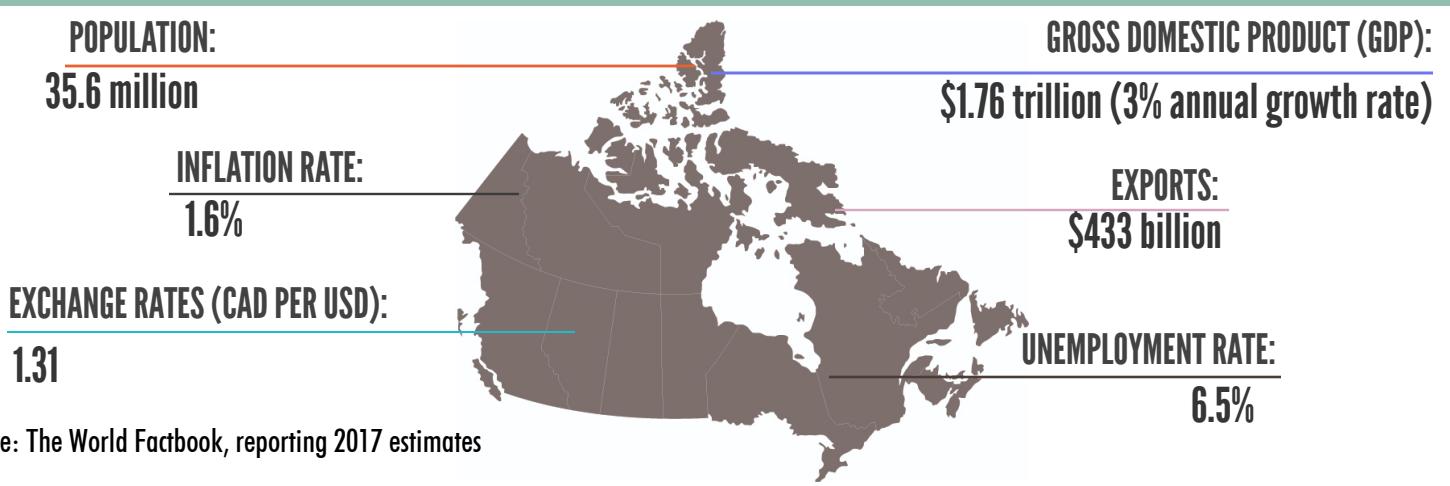 POPULATION:
35.6 million
GROSS DOMESTIC PRODUCT (GDP):
$1.76 trillion (3% annual growth rate)
INFLATION RATE:
1.6%
EXPORTS:
$433 billion
EXCHANGE RATES (CAD PER USD):
1.31
UNEMPLOYMENT RATE:
6.5%
e: The World Factbook, reporting 2017 estimates